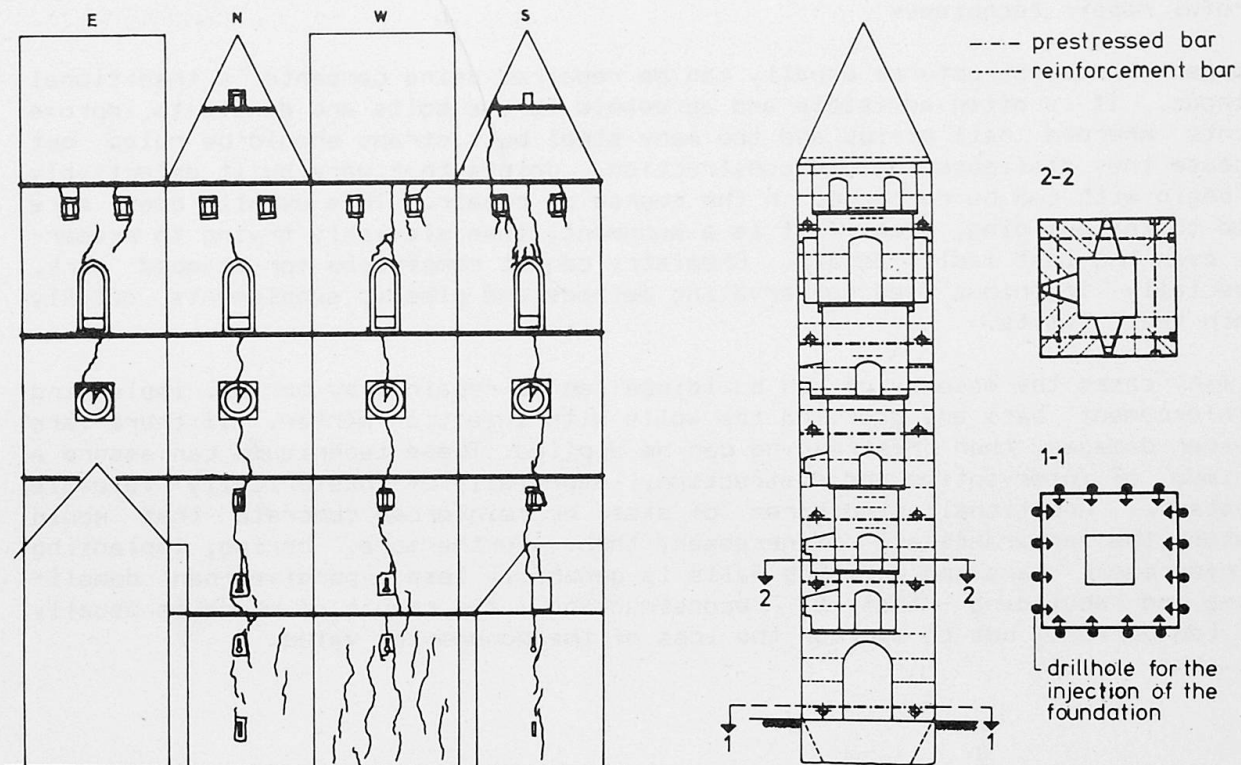 E N W S
--- prestressed bar
reinforcement bar
2-2
1-1
2 2
1 1
drillhole for the
injection of the
foundation